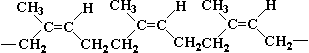 CH₃ H CH₃ H CH₃ H
C=C C=C C=C
—CH₂ CH₂CH₂ CH₂CH₂ CH₂—